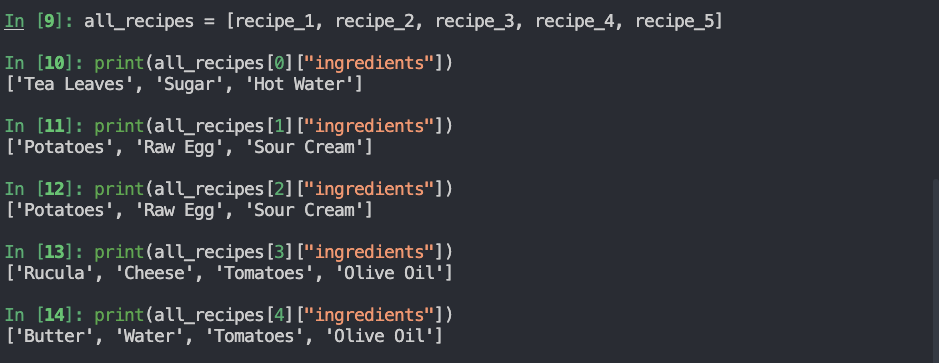 In [9]: all_recipes = [recipe_1, recipe_2, recipe_3, recipe_4, recipe_5]
In [10]: print(all_recipes[0]["ingredients"])
['Tea Leaves', 'Sugar', 'Hot Water']
In [11]: print(all_recipes[1]["ingredients"])
['Potatoes', 'Raw Egg', 'Sour Cream']
In [12]: print(all_recipes[2]["ingredients"])
['Potatoes', 'Raw Egg', 'Sour Cream']
In [13]: print(all_recipes[3]["ingredients"])
['Rucula', 'Cheese', 'Tomatoes', 'Olive Oil']
In [14]: print(all_recipes[4]["ingredients"])
['Butter', 'Water', 'Tomatoes', 'Olive Oil']